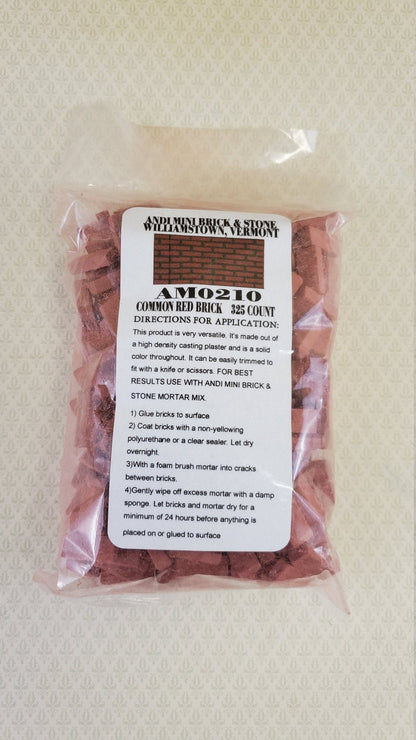 ANDI MINI BRICK & STONE
WILLIAMSTOWN, VERMONT
AM0210
COMMON RED BRICK 325 COUNT
DIRECTIONS FOR APPLICATION:
This product is very versatile. It's made out of
a high density casting plaster and is a solid
color throughout. It can be easily trimmed to
fit with a knife or scissors. FOR BEST
RESULTS USE WITH ANDI MINI BRICK &
STONE MORTAR MIX.
1) Glue bricks to surface
2) Coat bricks with a non-yellowing
polyurethane or a clear sealer. Let dry
overnight.
3)With a foam brush mortar into cracks
between bricks.
4)Gently wipe off excess mortar with a damp
sponge. Let bricks and mortar dry for a
minimum of 24 hours before anything is
placed on or glued to surface